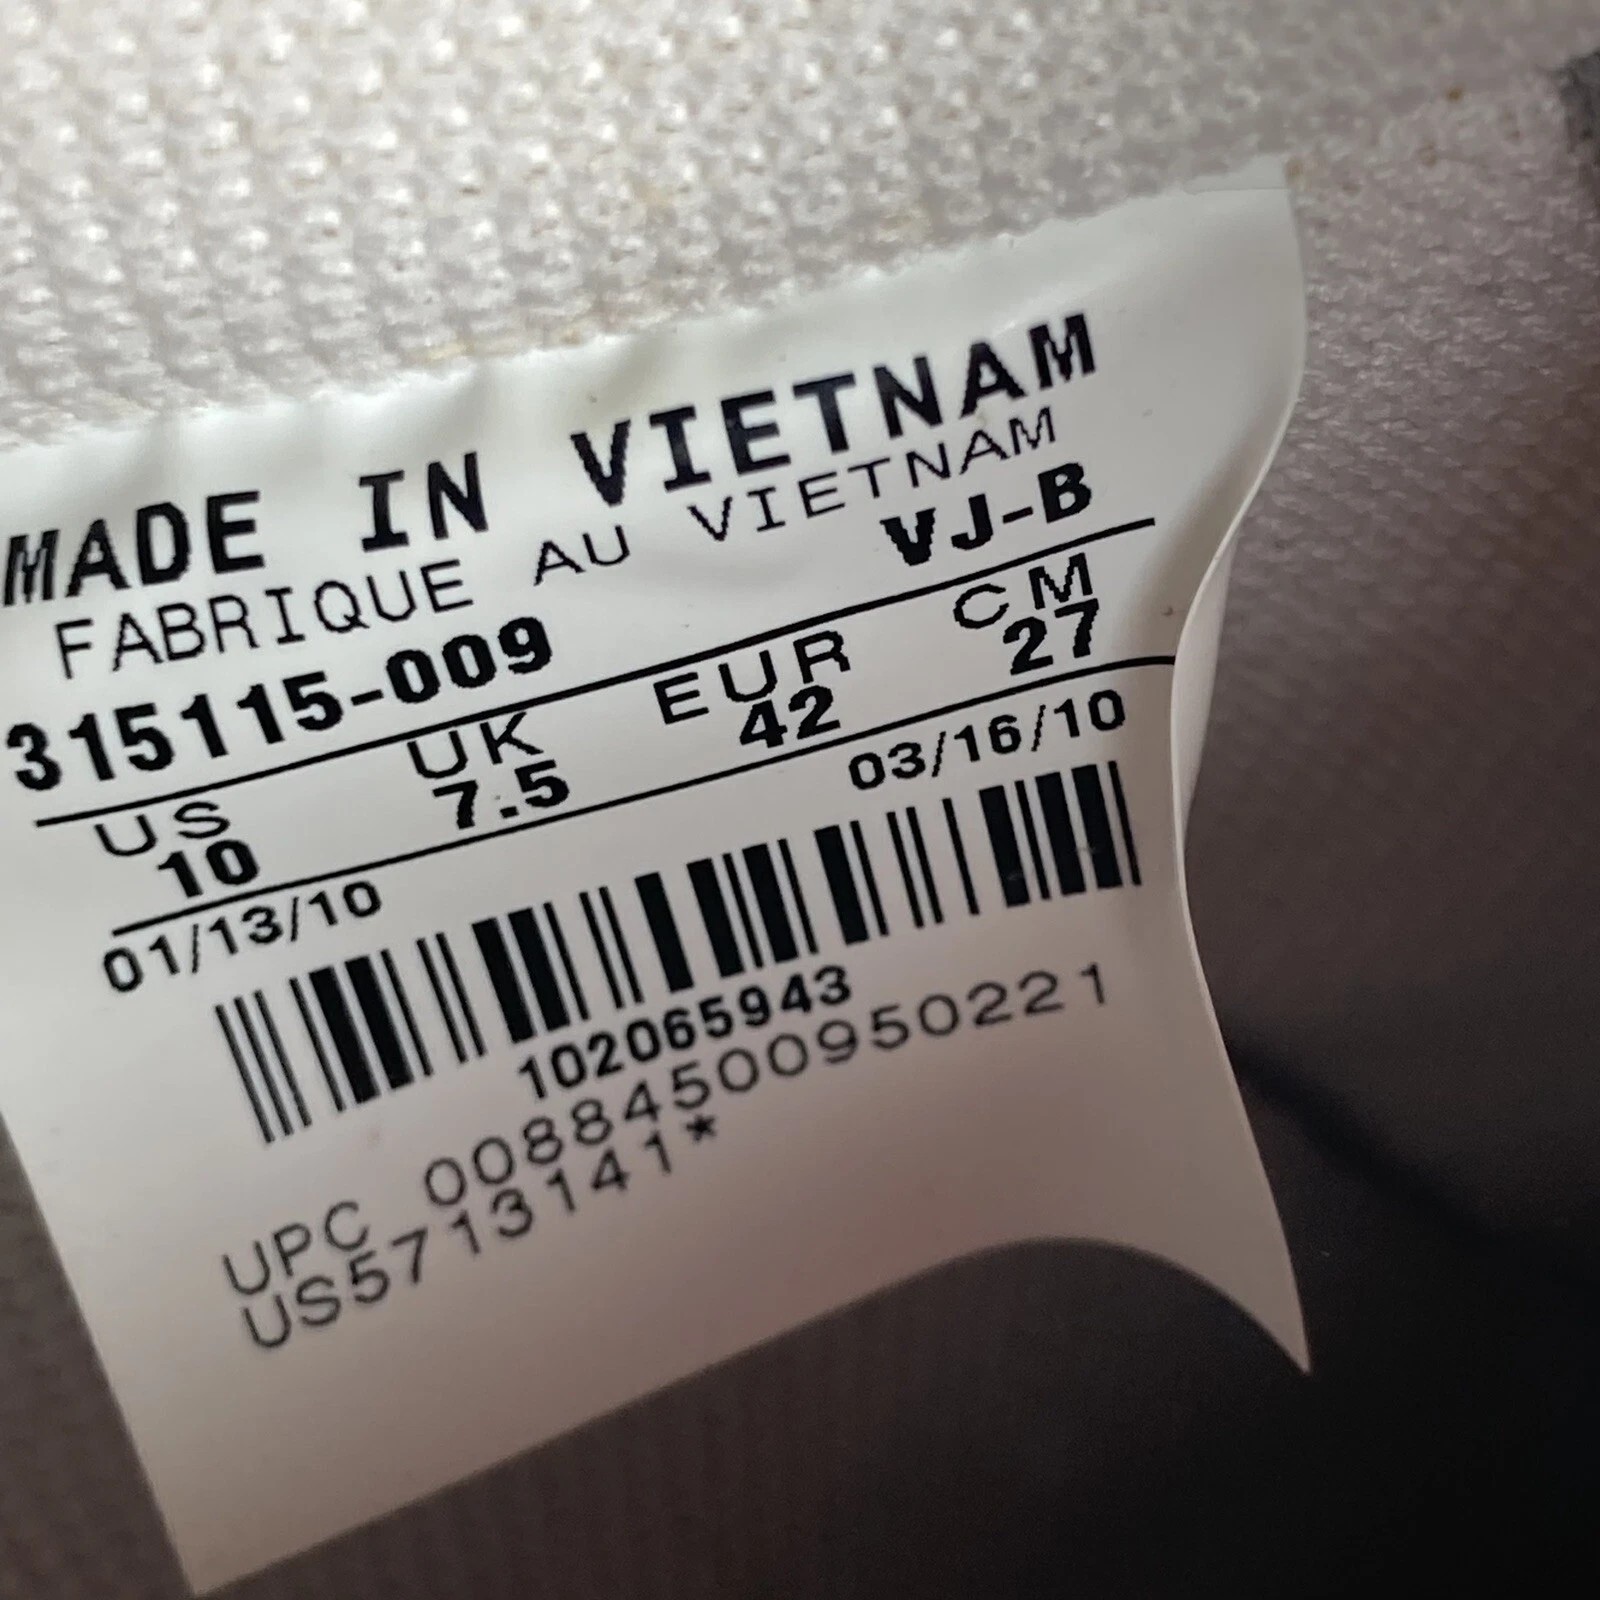 MADE IN VIETNAM
FABRIQUE AU VIETNAM
315115-009 VJ-B
US UK EUR CM
10 7.5 42 27
01/13/10 03/16/10
102065943
UPC 00884500950221
US5713141*